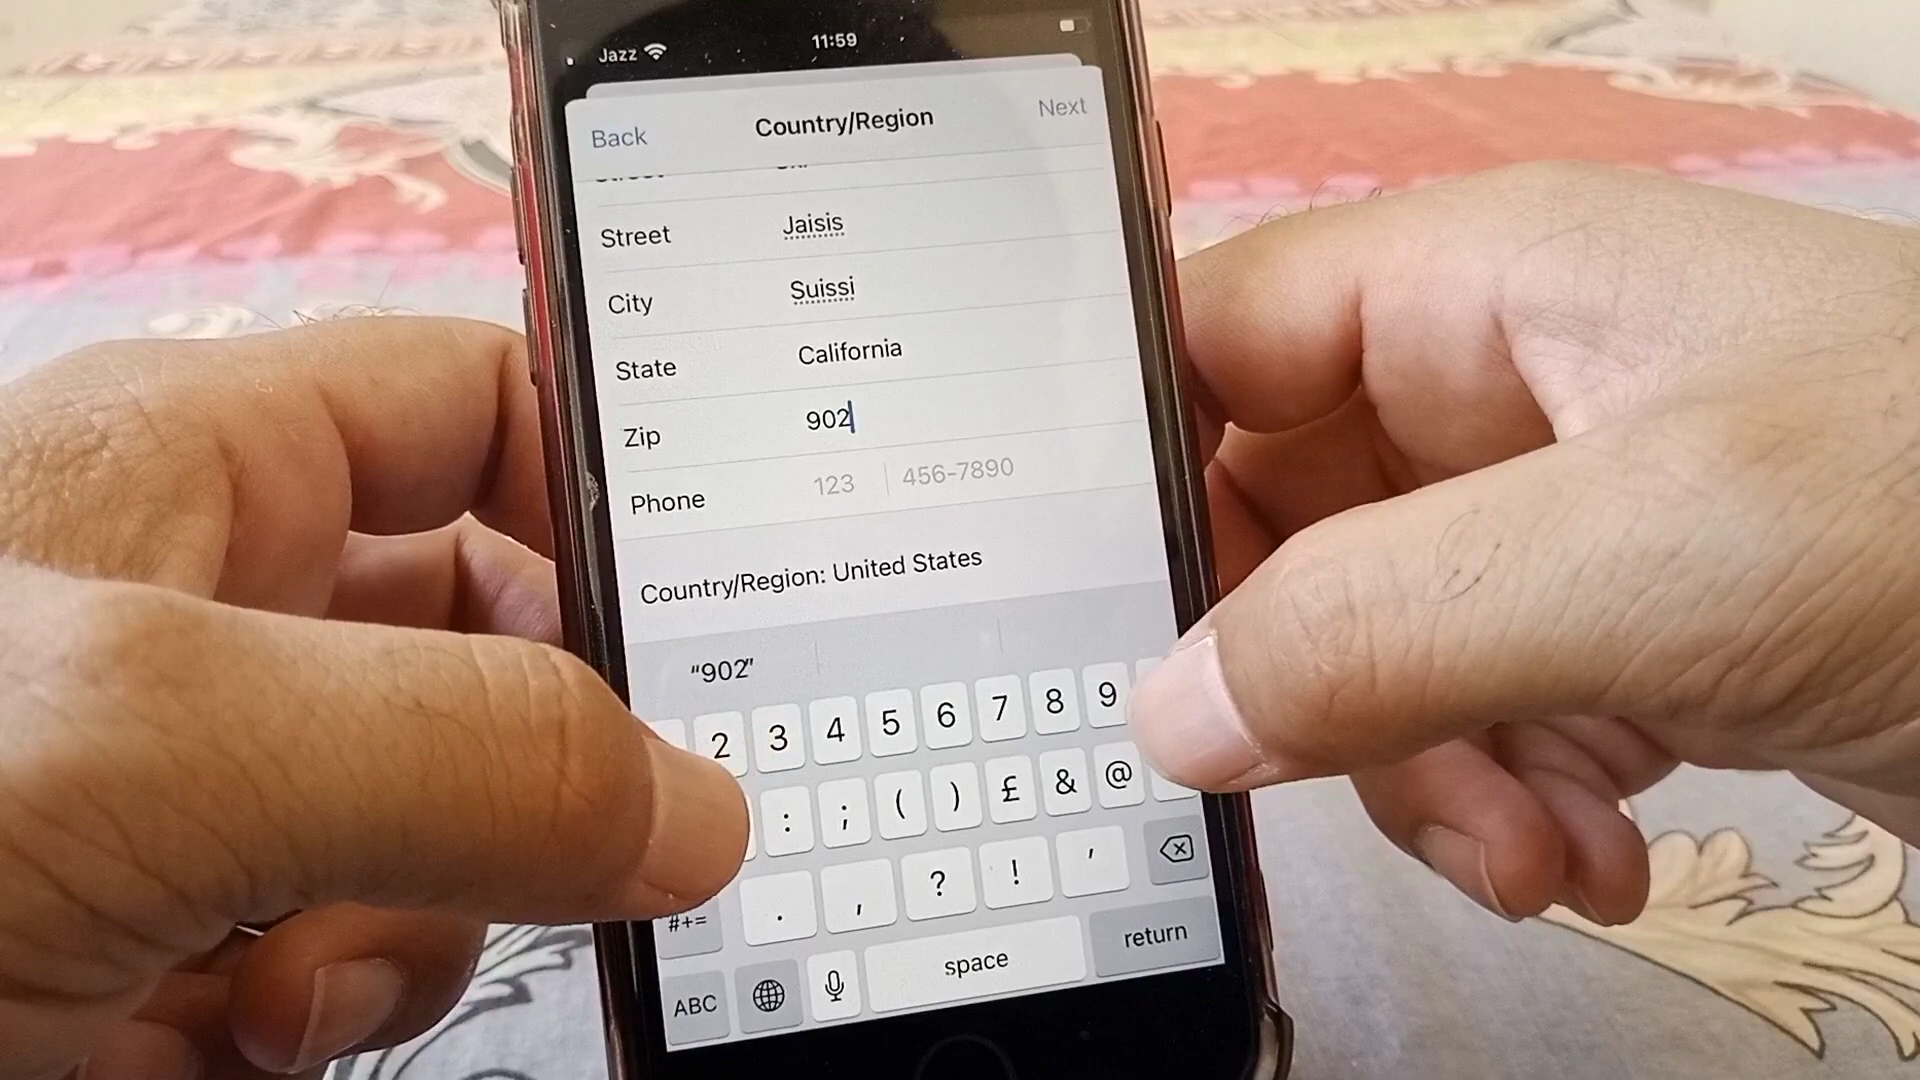 Jazz 11:59
Back Country/Region Next
Street Jaisis
City Suissi
State California
Zip 902
Phone 123 456-7890
Country/Region: United States
"902"
2 3 4 5 6 7 8 9
: ; ( ) £ & @
#+= . , ? ! '
ABC space return